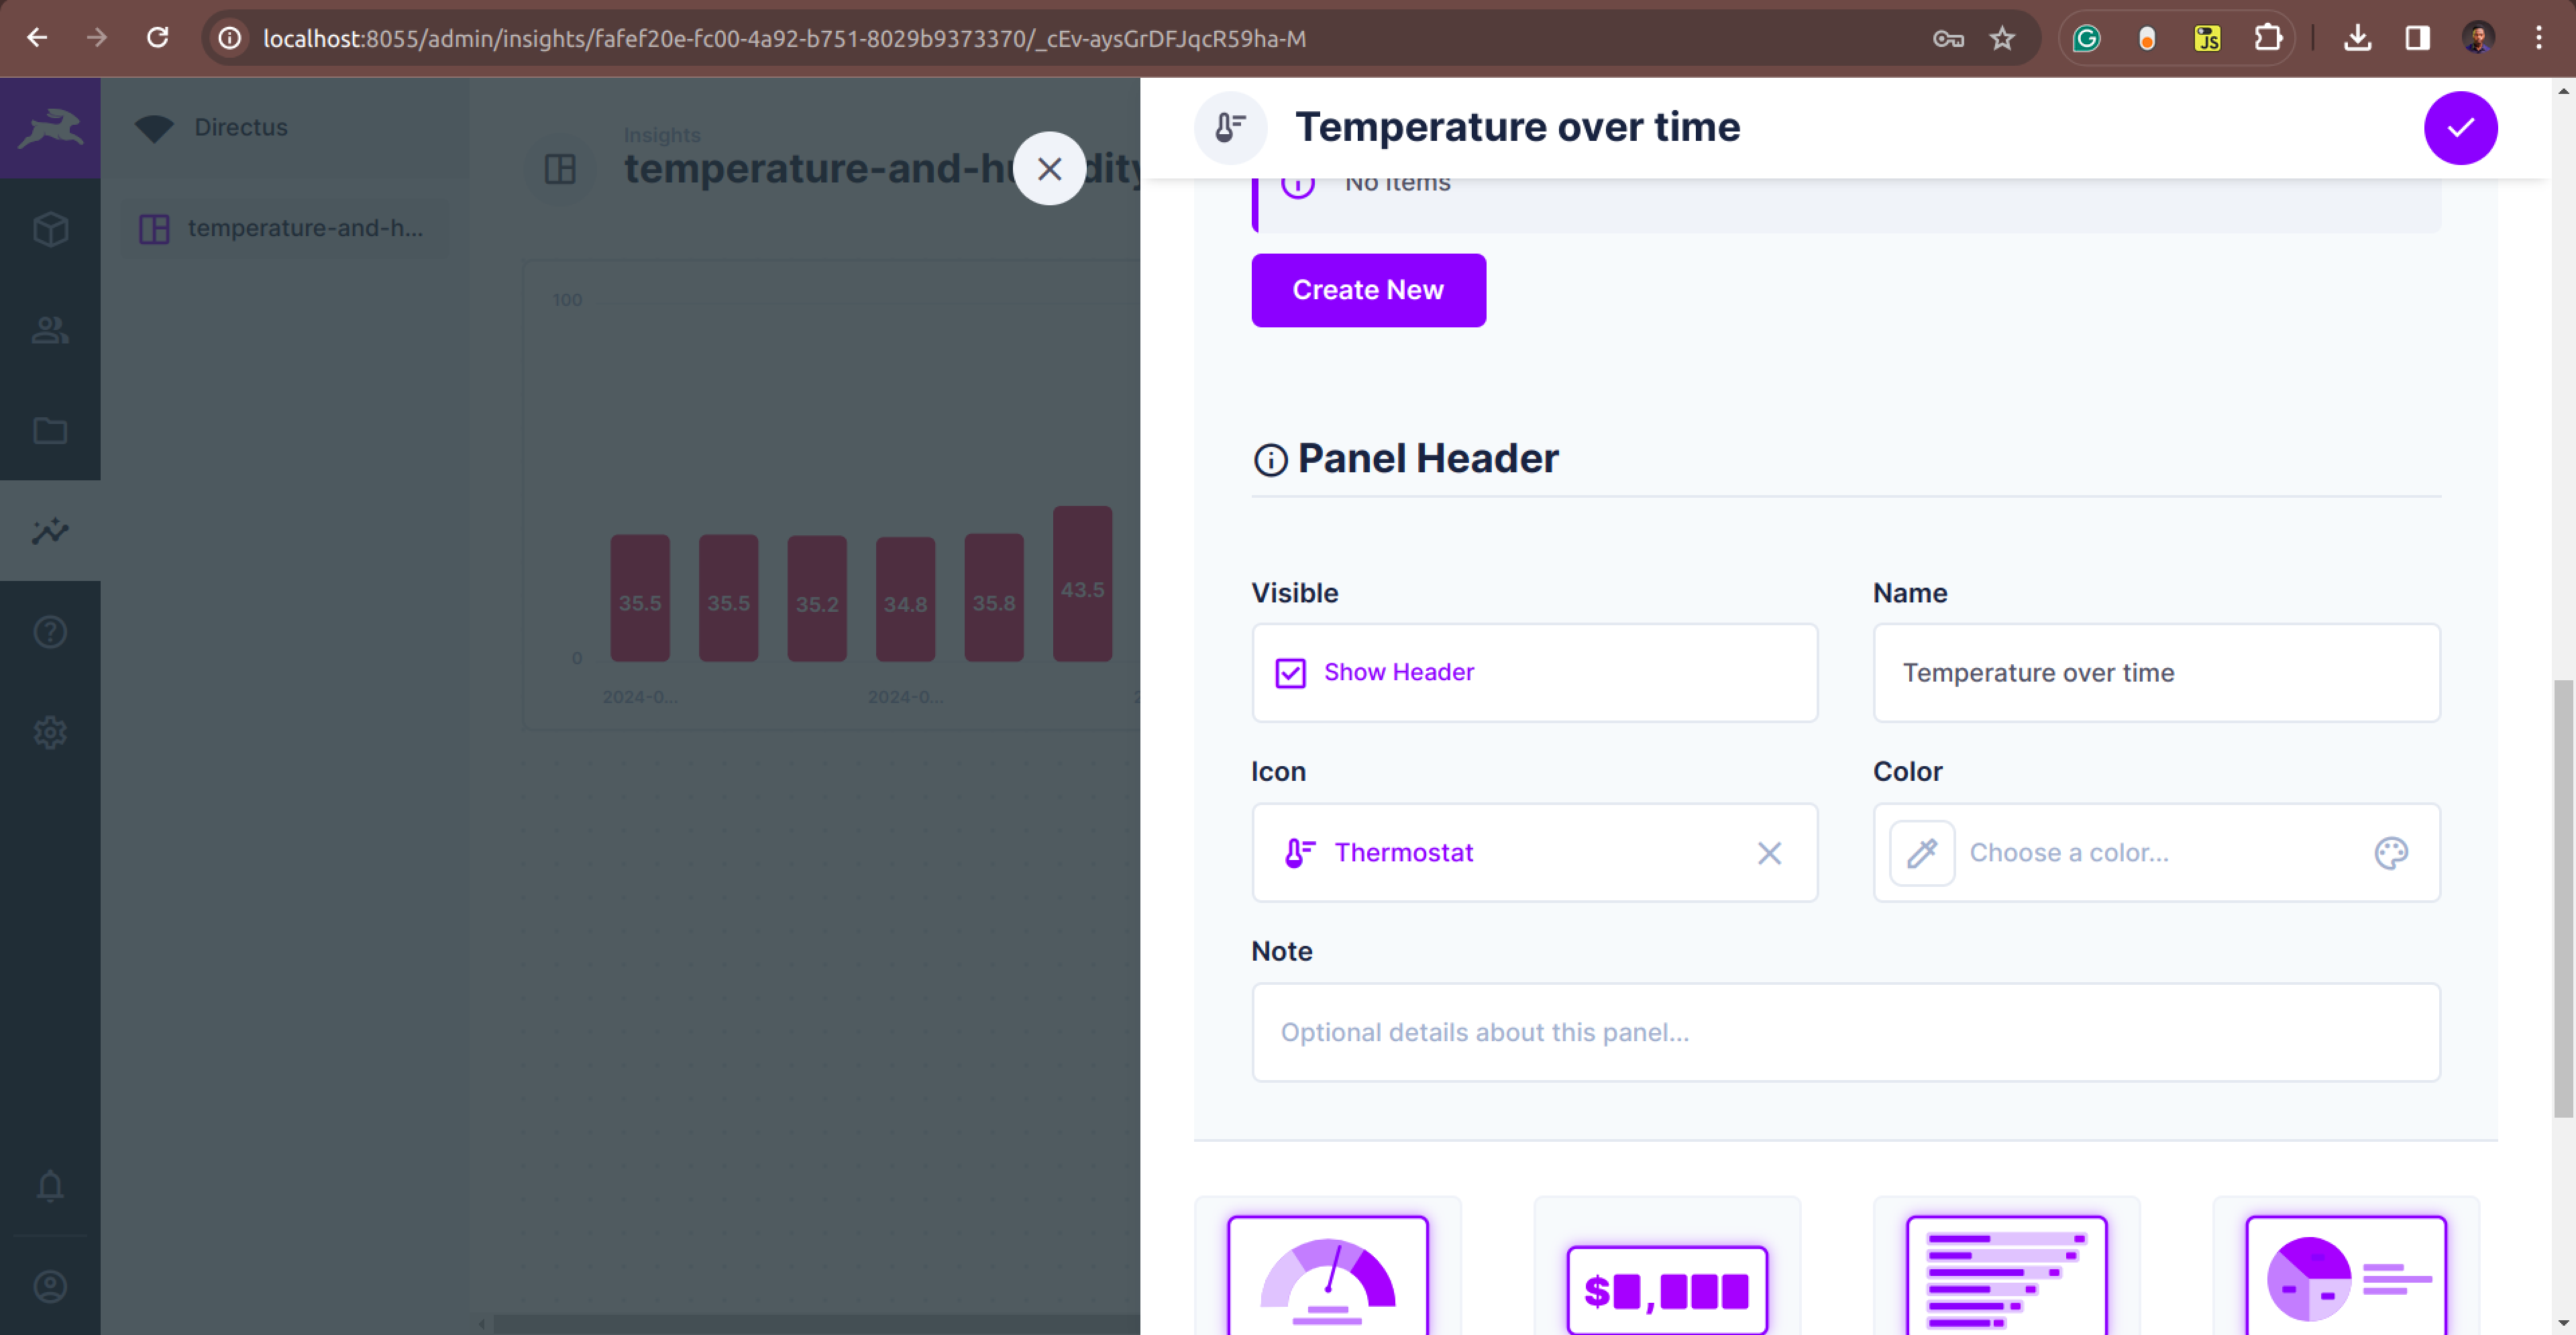 localhost:8055/admin/insights/fafef20e-fc00-4a92-b751-8029b9373370/_cEv-aysGrDFJqcR59ha-M
JS
Directus
temperature-and-h...
Insights
temperature-and-hu dity
100
35.5 35.5 35.2 34.8 35.8 43.5
0
2024-0... 2024-0... 2
Temperature over time
No Items
Create New
Panel Header
Visible
Show Header
Name
Temperature over time
Icon
Thermostat
Color
Choose a color...
Note
Optional details about this panel...
$ ,